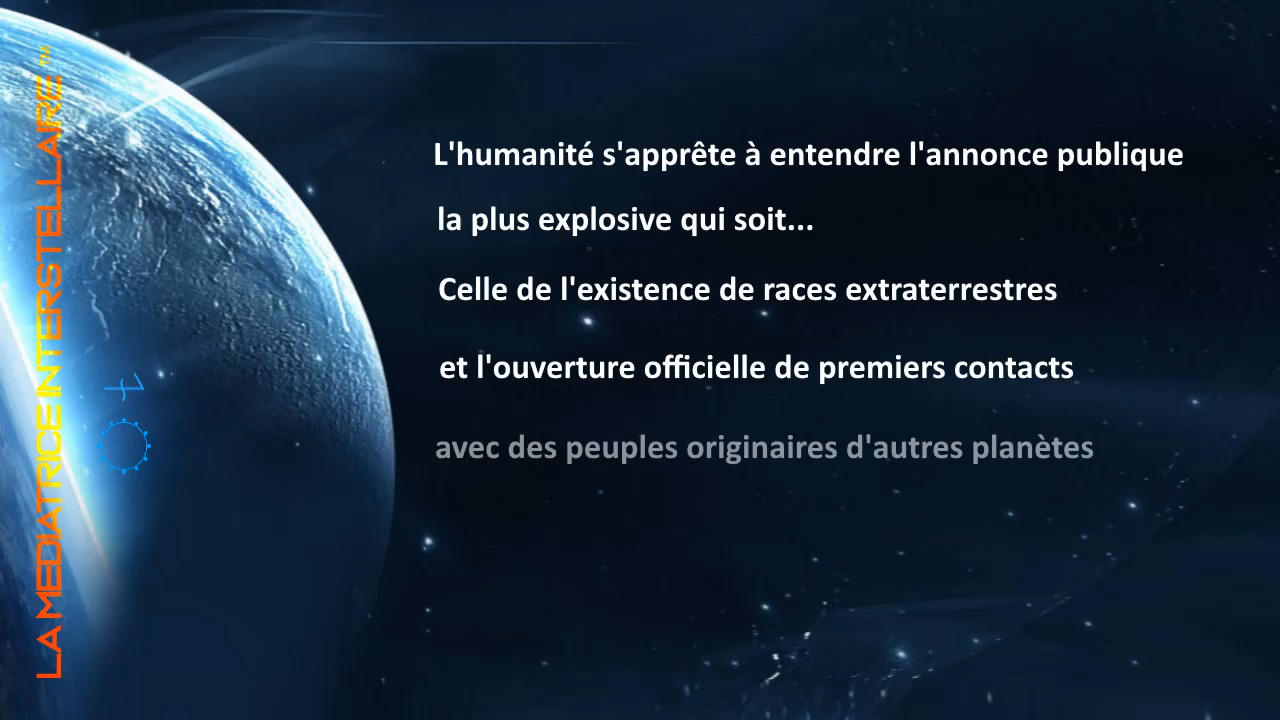 LA MEDIATRICE INTERSTELLAIRE™
L'humanité s'apprête à entendre l'annonce publique
la plus explosive qui soit...
Celle de l'existence de races extraterrestres
et l'ouverture officielle de premiers contacts
avec des peuples originaires d'autres planètes